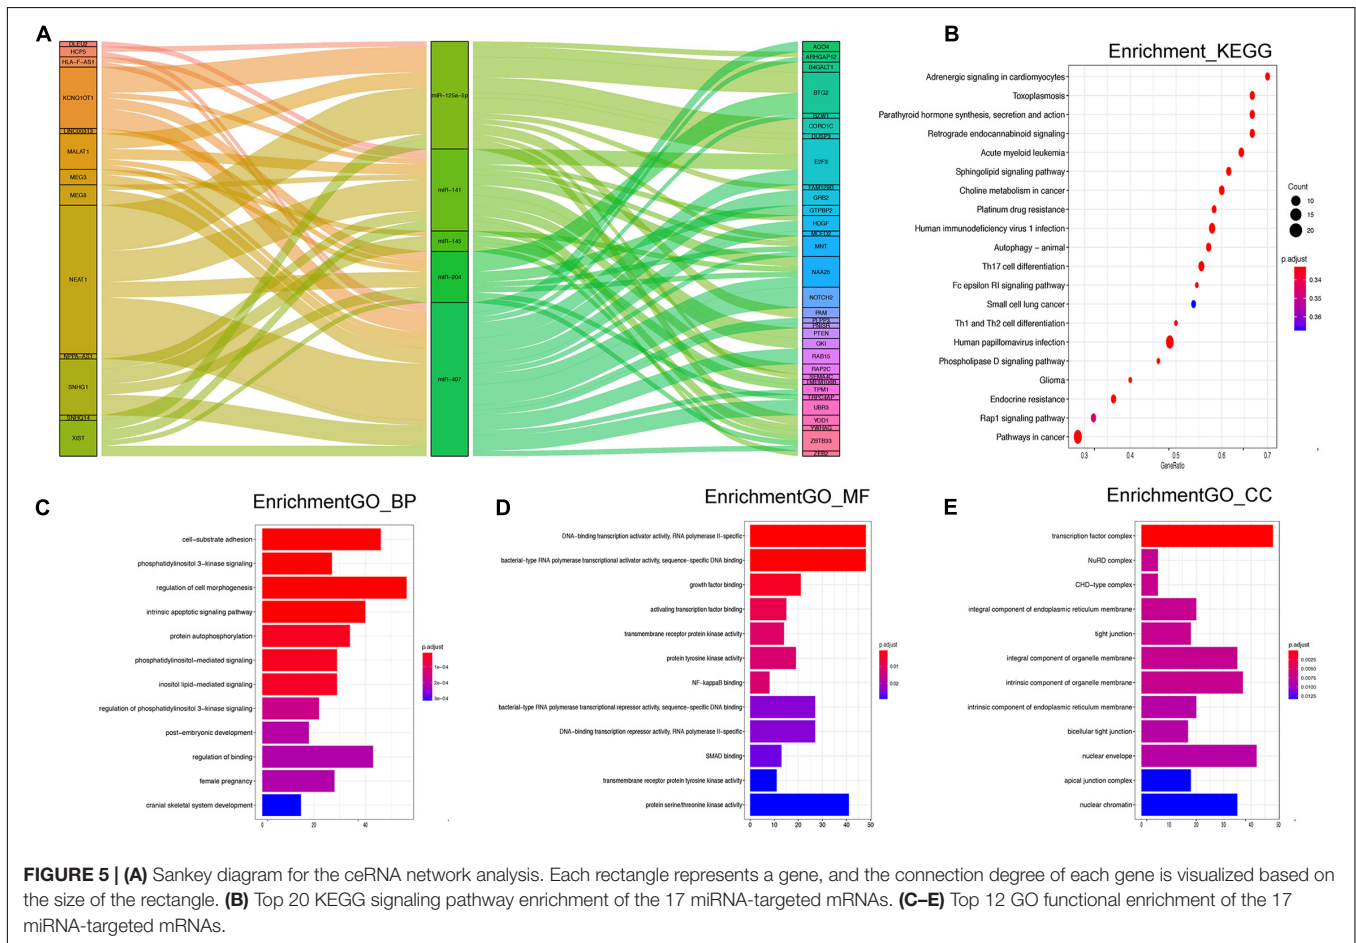 A
DLEU2
HCP5
HLA-F-AS1
KCNQ1OT1
LINC00313
MALAT1
MEG3
MEG8
NEAT1
NPPA-AS1
SNHG1
SNHG14
XIST
miR-125a-5p
miR-141
miR-145
miR-204
miR-497
AGO4
ARHGAP12
B4GALT1
BTG2
BZW1
CORO1C
DUSP3
E2F3
FAM129B
GRB2
GTPBP2
HDGF
MCFD2
MNT
NAA25
NOTCH2
PAM
PTEN
QKI
RAB15
RAP2C
SEMA4C
TPM1
UBR3
YOD1
YWHAG
ZBTB33
ZEB2
B
Enrichment_KEGG
Adrenergic signaling in cardiomyocytes
Toxoplasmosis
Parathyroid hormone synthesis, secretion and action
Retrograde endocannabinoid signaling
Acute myeloid leukemia
Sphingolipid signaling pathway
Choline metabolism in cancer
Platinum drug resistance
Human immunodeficiency virus 1 infection
Autophagy – animal
Th17 cell differentiation
Fc epsilon RI signaling pathway
Small cell lung cancer
Th1 and Th2 cell differentiation
Human papillomavirus infection
Phospholipase D signaling pathway
Glioma
Endocrine resistance
Rap1 signaling pathway
Pathways in cancer
0.3 0.4 0.5 0.6 0.7
GeneRatio
Count
10
15
20
p.adjust
0.34
0.35
0.36
C
EnrichmentGO_BP
cell–substrate adhesion
phosphatidylinositol 3–kinase signaling
regulation of cell morphogenesis
intrinsic apoptotic signaling pathway
protein autophosphorylation
phosphatidylinositol–mediated signaling
inositol lipid–mediated signaling
regulation of phosphatidylinositol 3–kinase signaling
post–embryonic development
regulation of binding
female pregnancy
cranial skeletal system development
0 20 40
p.adjust
1e–04
2e–04
3e–04
D
EnrichmentGO_MF
DNA–binding transcription activator activity, RNA polymerase II–specific
bacterial–type RNA polymerase transcriptional activator activity, sequence–specific DNA binding
growth factor binding
activating transcription factor binding
transmembrane receptor protein kinase activity
protein tyrosine kinase activity
NF–kappaB binding
bacterial–type RNA polymerase transcriptional repressor activity, sequence–specific DNA binding
DNA–binding transcription repressor activity, RNA polymerase II–specific
SMAD binding
transmembrane receptor protein tyrosine kinase activity
protein serine/threonine kinase activity
0 10 20 30 40 50
p.adjust
0.01
0.02
E
EnrichmentGO_CC
transcription factor complex
NuRD complex
CHD–type complex
integral component of endoplasmic reticulum membrane
tight junction
integral component of organelle membrane
intrinsic component of organelle membrane
intrinsic component of endoplasmic reticulum membrane
bicellular tight junction
nuclear envelope
apical junction complex
nuclear chromatin
0 10 20 30 40 50
p.adjust
0.0025
0.0050
0.0075
0.0100
0.0125
FIGURE 5 | (A) Sankey diagram for the ceRNA network analysis. Each rectangle represents a gene, and the connection degree of each gene is visualized based on
the size of the rectangle. (B) Top 20 KEGG signaling pathway enrichment of the 17 miRNA-targeted mRNAs. (C–E) Top 12 GO functional enrichment of the 17
miRNA-targeted mRNAs.